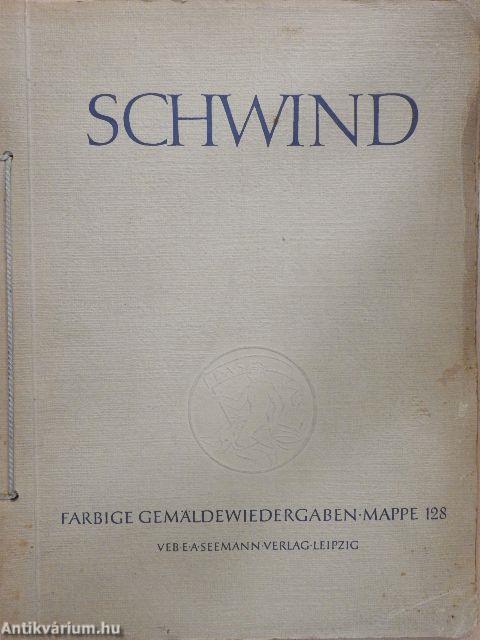 SCHWIND
FARBIGE GEMÄLDEWIEDERGABEN·MAPPE 128
VEB·E·A·SEEMANN·VERLAG·LEIPZIG
Antikvárium.hu